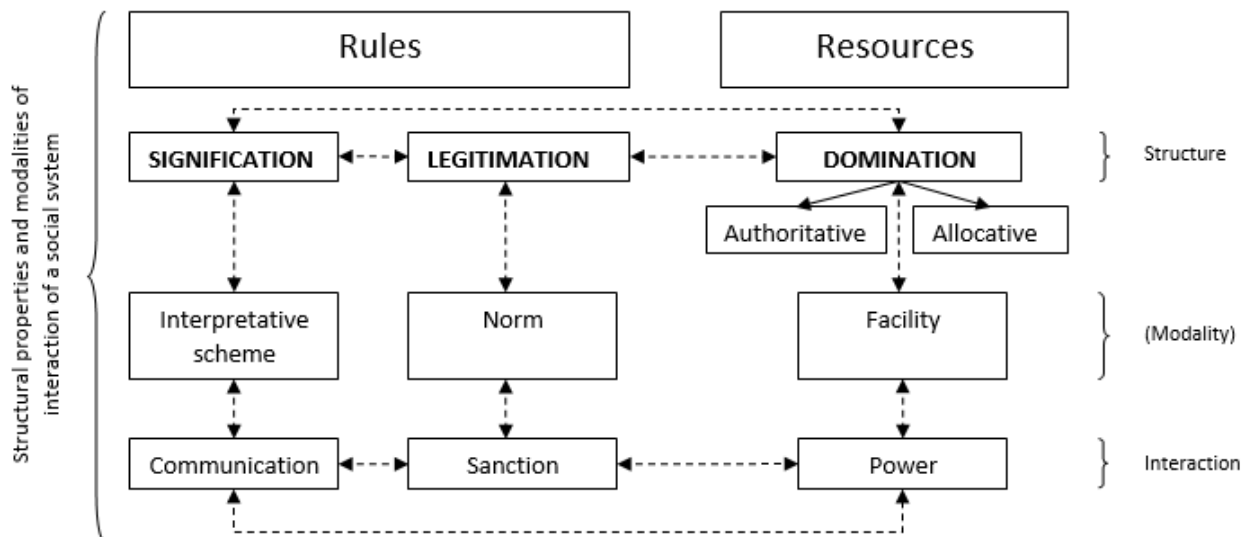 Rules
Resources
Structural properties and modalities of
interaction of a social system
SIGNIFICATION
LEGITIMATION
DOMINATION
Structure
Authoritative
Allocative
Interpretative
scheme
Norm
Facility
(Modality)
Communication
Sanction
Power
Interaction